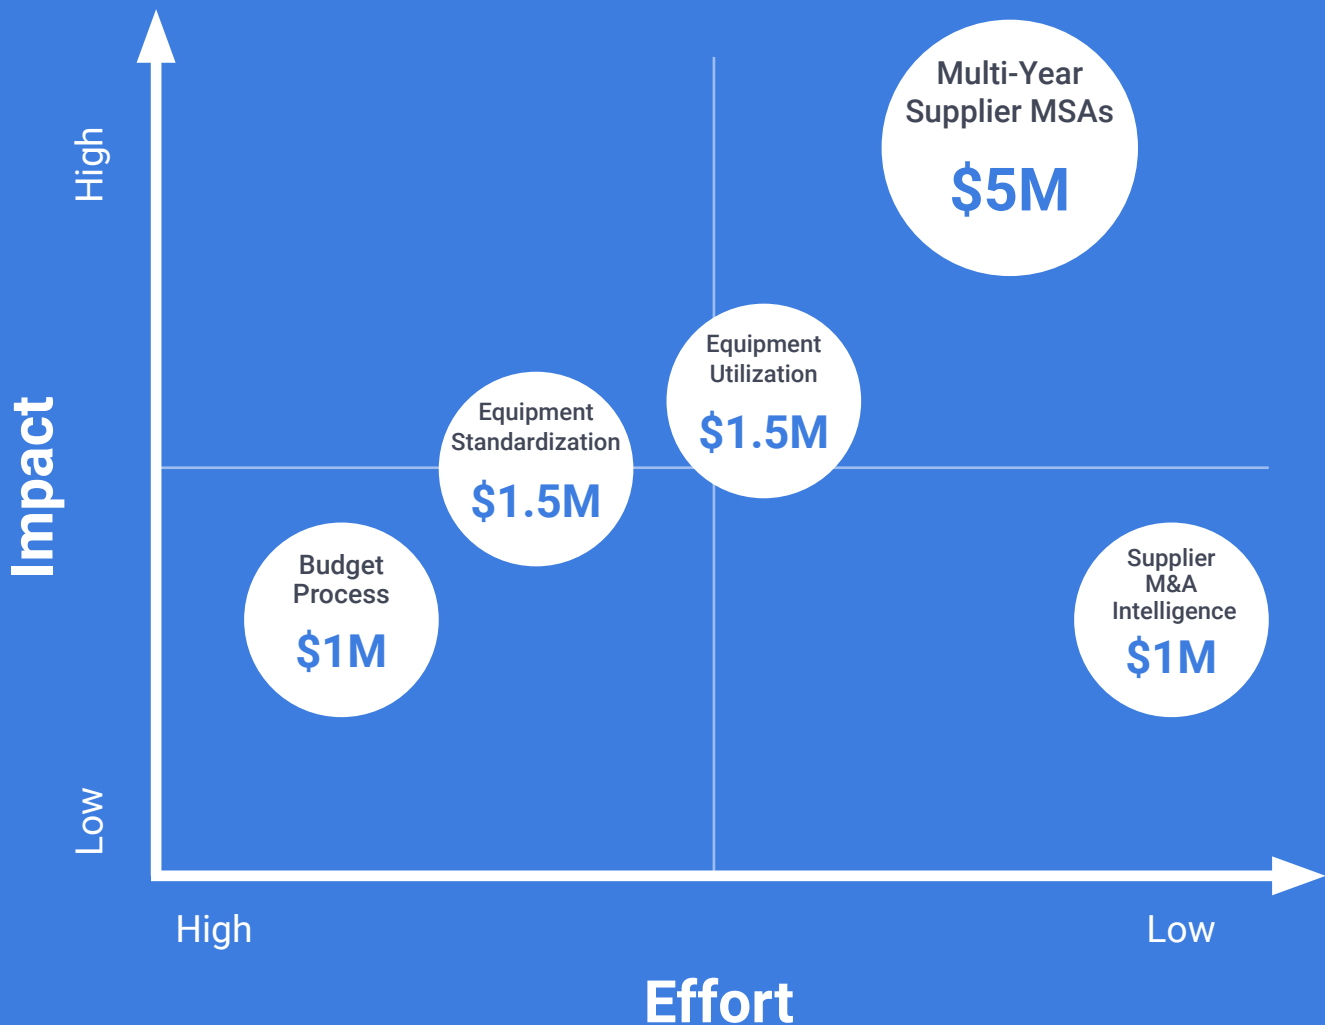 Multi-Year
Supplier MSAs
$5M
High
Equipment
Utilization
$1.5M
Equipment
Standardization
$1.5M
Impact
Budget
Process
$1M
Supplier
M&A
Intelligence
$1M
Low
High
Low
Effort